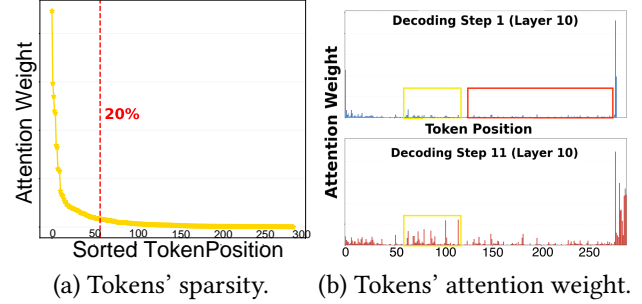 Attention Weight
20%
0 50 100 150 200 250 300
Sorted TokenPosition
(a) Tokens' sparsity.
Attention Weight
Decoding Step 1 (Layer 10)
Token Position
Decoding Step 11 (Layer 10)
0 50 100 150 200 250
(b) Tokens' attention weight.